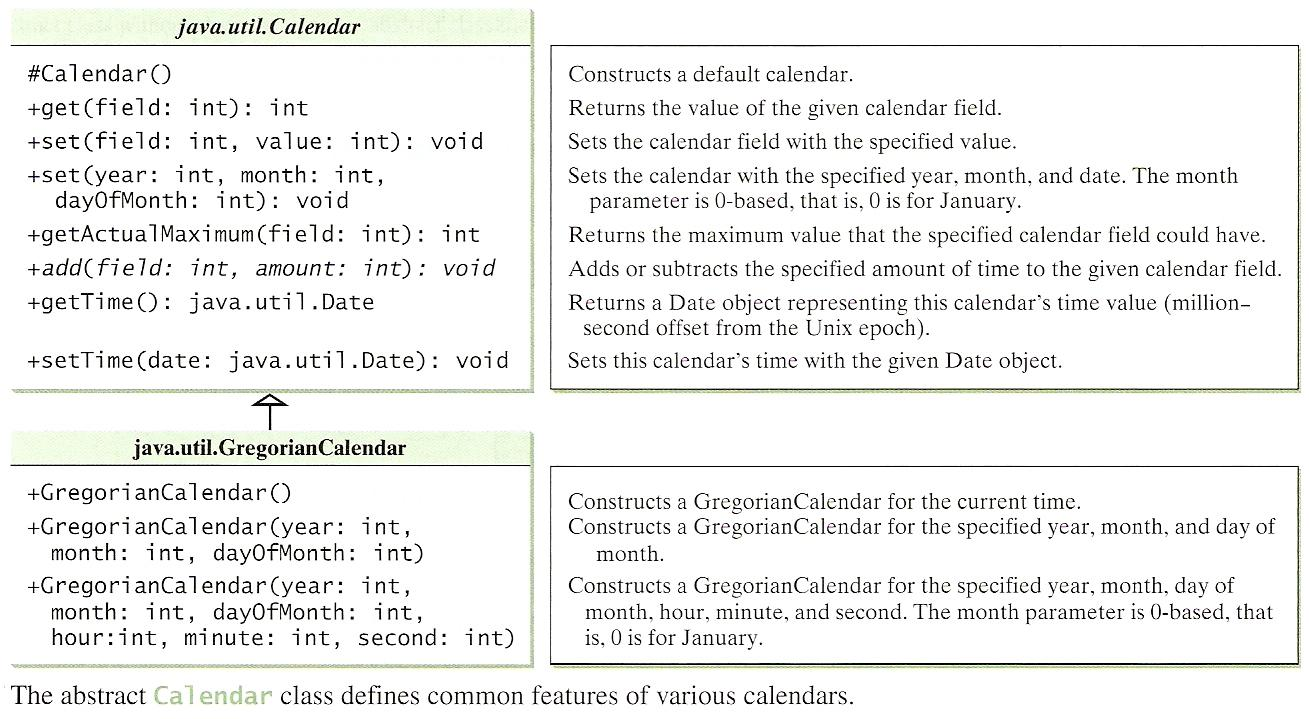 java.util.Calendar
#Calendar()
Constructs a default calendar.
+get(field: int): int
Returns the value of the given calendar field.
+set(field: int, value: int): void
Sets the calendar field with the specified value.
+set(year: int, month: int,
dayOfMonth: int): void
Sets the calendar with the specified year, month, and date. The month
parameter is 0-based, that is, 0 is for January.
+getActualMaximum(field: int): int
Returns the maximum value that the specified calendar field could have.
+add(field: int, amount: int): void
Adds or subtracts the specified amount of time to the given calendar field.
+getTime(): java.util.Date
Returns a Date object representing this calendar's time value (million–
second offset from the Unix epoch).
+setTime(date: java.util.Date): void
Sets this calendar's time with the given Date object.
java.util.GregorianCalendar
+GregorianCalendar()
Constructs a GregorianCalendar for the current time.
+GregorianCalendar(year: int,
month: int, dayOfMonth: int)
Constructs a GregorianCalendar for the specified year, month, and day of
month.
+GregorianCalendar(year: int,
month: int, dayOfMonth: int,
hour:int, minute: int, second: int)
Constructs a GregorianCalendar for the specified year, month, day of
month, hour, minute, and second. The month parameter is 0-based, that
is, 0 is for January.
The abstract Calendar class defines common features of various calendars.